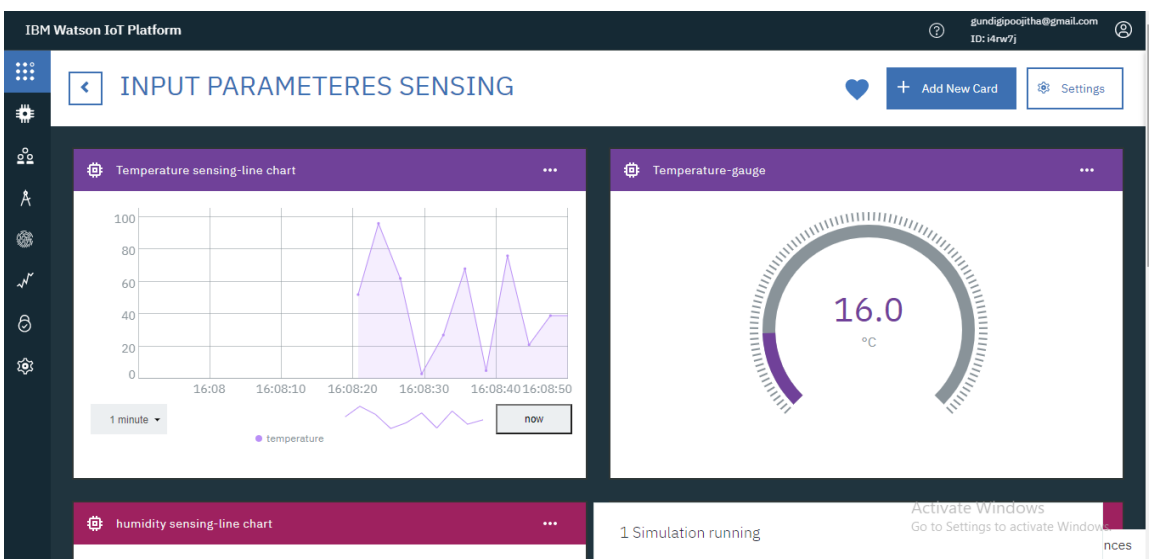 IBM Watson IoT Platform
gundigipoojitha@gmail.com
ID: i4rw7j
INPUT PARAMETERES SENSING
+ Add New Card
Settings
Temperature sensing-line chart
100
80
60
40
20
0
16:08
16:08:10
16:08:20
16:08:30
16:08:40
16:08:50
1 minute
now
temperature
Temperature-gauge
16.0
°C
humidity sensing-line chart
1 Simulation running
Activate Windows
Go to Settings to activate Windows.
nces